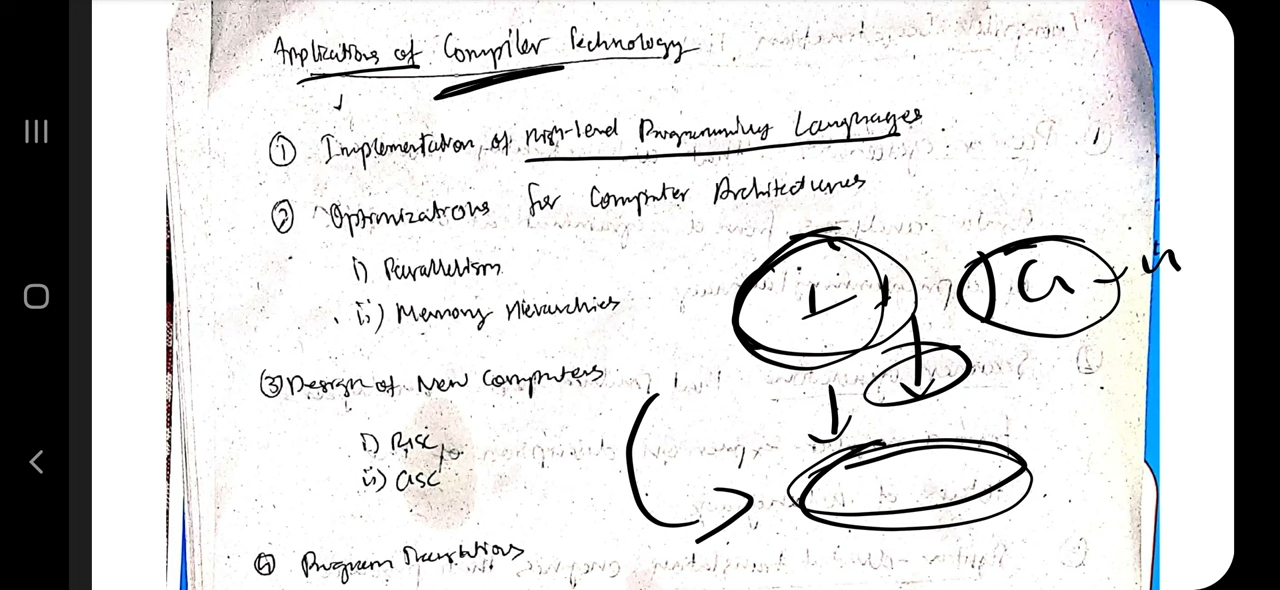 Applications of Compiler Technology
① Implementation of High-level Programming Languages
② Optimizations for Computer Architectures
i) Parallelism
ii) Memory Hierarchies
③ Design of New Computers
i) RISC
ii) CISC
④ Program Translations